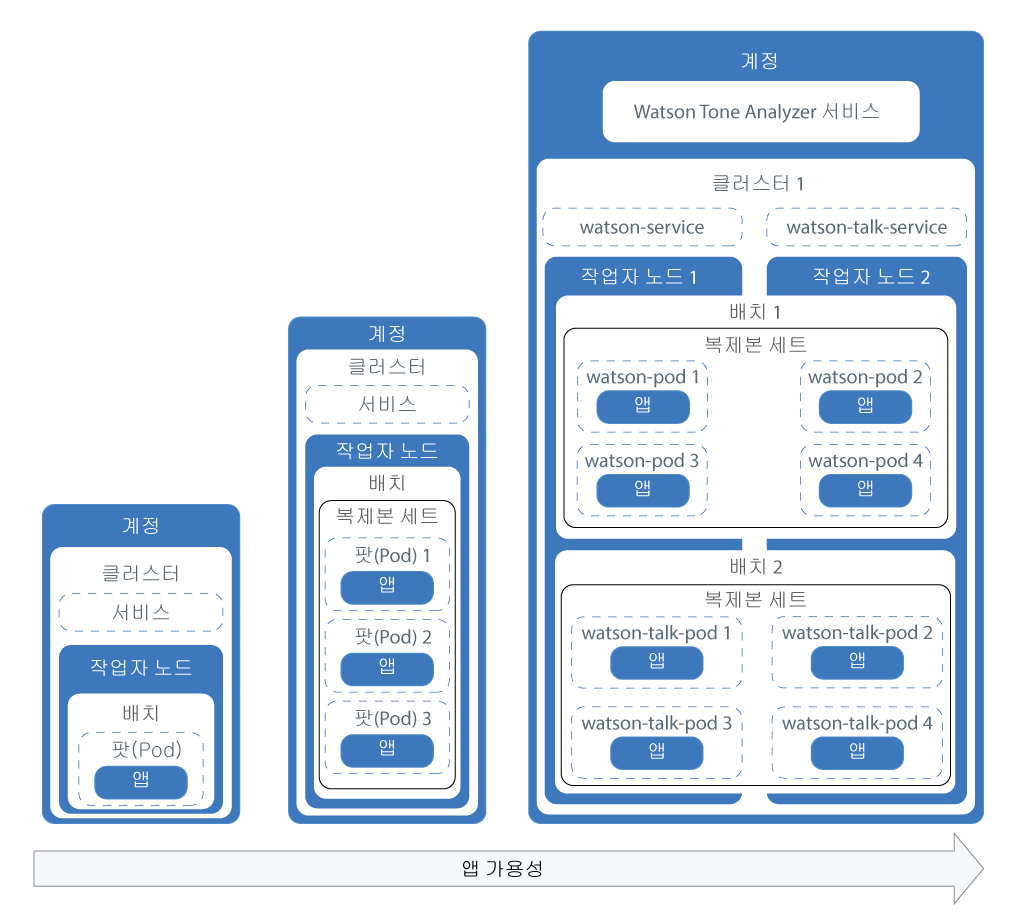 계정
클러스터
서비스
작업자 노드
배치
팟(Pod)
앱
계정
클러스터
서비스
작업자 노드
배치
복제본 세트
팟(Pod) 1
앱
팟(Pod) 2
앱
팟(Pod) 3
앱
계정
Watson Tone Analyzer 서비스
클러스터 1
watson-service
watson-talk-service
작업자 노드 1
작업자 노드 2
배치 1
복제본 세트
watson-pod 1
앱
watson-pod 2
앱
watson-pod 3
앱
watson-pod 4
앱
배치 2
복제본 세트
watson-talk-pod 1
앱
watson-talk-pod 2
앱
watson-talk-pod 3
앱
watson-talk-pod 4
앱
앱 가용성